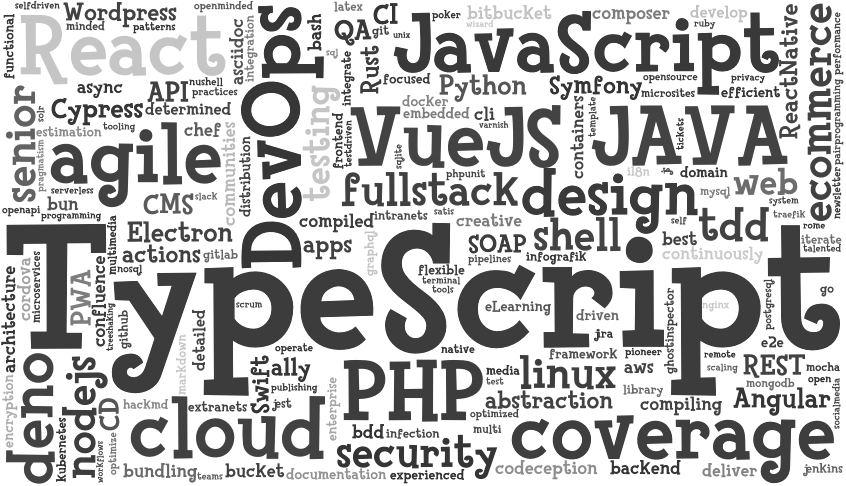 selfdriven
Wordpress
openminded
latex
CI
poker
bitbucket
wizard
composer
develop
ruby
functional
minded
patterns
React
asciidoc
integration
DevOps
bash
QA
git
unix
JavaScript
sql
integrate
Rust
focused
Python
Symfony
opensource
privacy
microsites
efficient
ReactNative
ecommerce
performance
pairprogramming
newsletter
async
API
nushell
practices
Cypress
determined
tooling
senior
solr
estimation
chef
agile
pragmatism
serverless
communities
distribution
testing
frontend
testdriven
docker
embedded
cli
varnish
containers
template
VueJS
JAVA
tickets
sqlite
phpunit
i18n
domain
openapi
bun
programming
CMS
slack
fullstack
design
mysql
web
system
traefik
compiled
intranets
satis
creative
self
tdd
rome
iterate
talented
multimedia
Electron
actions
gitlab
apps
graphql
SOAP
shell
best
continuously
pipelines
infografik
flexible
terminal
tools
TypeScript
architecture
cordova
microservices
PWA
confluence
nosql
treeshaking
github
scrum
detailed
eLearning
driven
jira
ghostinspector
nginx
postgresql
go
markdown
operate
native
framework
pioneer
remote
e2e
deno
nodejs
Swift
ally
publishing
PHP
media
test
linux
aws
scaling
REST
mocha
mongodb
open
encryption
kubernetes
CD
hackmd
extranets
jest
enterprise
optimized
abstraction
library
compiling
Angular
socialmedia
workflows
optimize
cloud
bdd
infection
multi
coverage
security
bundling
teams
bucket
documentation
experienced
codeception
backend
deliver
jenkins